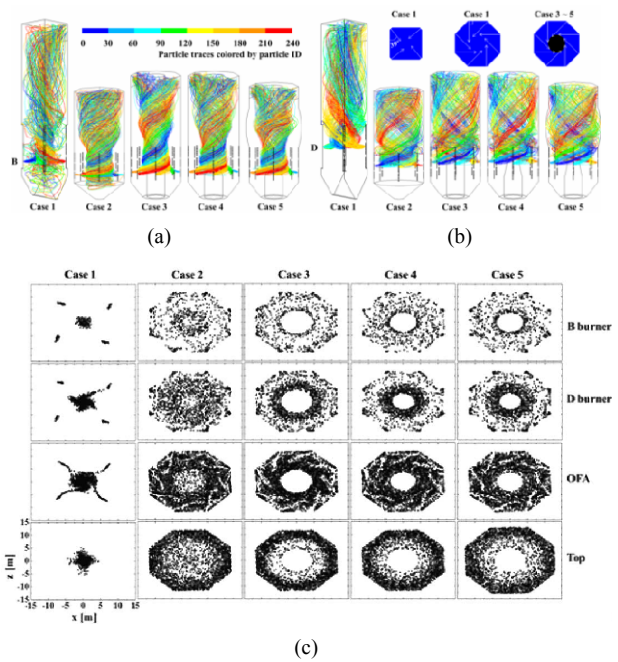 (a)
(b)
Case 1
Case 1
Case 3 – 5
0 30 60 90 120 150 180 210 240
Particle traces colored by particle ID
B
D
Case 1
Case 2
Case 3
Case 4
Case 5
Case 1
Case 2
Case 3
Case 4
Case 5
(a)
(b)
Case 1
Case 2
Case 3
Case 4
Case 5
B burner
D burner
OFA
Top
15
10
5
0
-5
-10
-15
z [m]
-15 -10 -5 0 5 10 15
x [m]
(c)